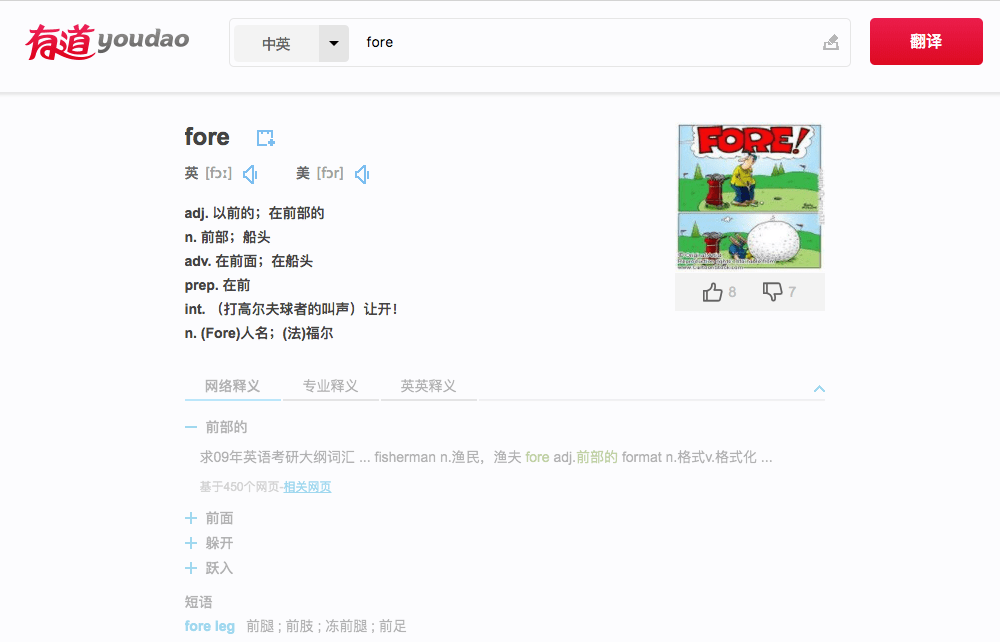 有道 youdao 中英 fore 翻译
fore
英 [fɔː] 美 [fɔr]
FORE!
adj. 以前的；在前部的
n. 前部；船头
adv. 在前面；在船头
prep. 在前
int. （打高尔夫球者的叫声）让开！
n. (Fore)人名；(法)福尔
8 7
网络释义 专业释义 英英释义
前部的
求09年英语考研大纲词汇 ... fisherman n.渔民，渔夫 fore adj.前部的 format n.格式v.格式化 ...
基于450个网页-相关网页
前面
躲开
跃入
短语
fore leg 前腿 ; 前肢 ; 冻前腿 ; 前足